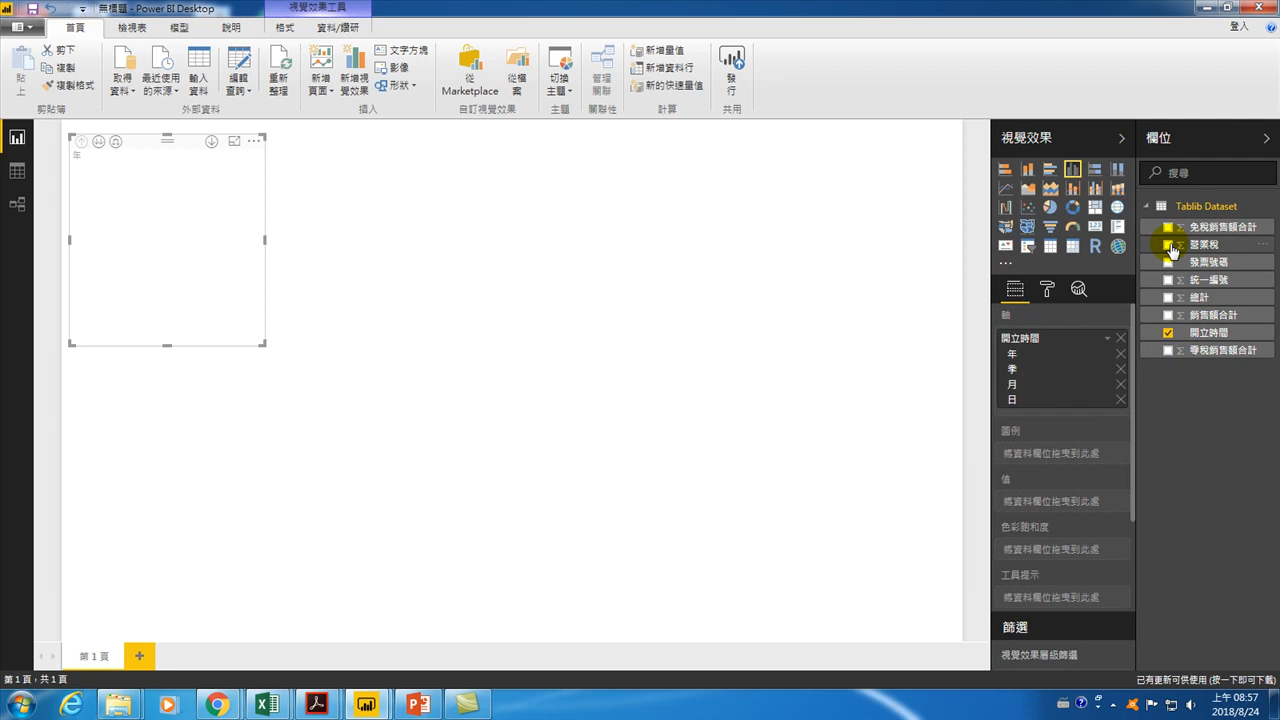 無標題 - Power BI Desktop
視覺效果工具
首頁
檢視表
模型
說明
格式
資料/鑽研
登入
貼上
剪下
複製
複製格式
剪貼簿
取得資料
最近使用的來源
輸入資料
編輯查詢
外部資料
重新整理
新增頁面
新增視覺效果
文字方塊
影像
形狀
插入
從 Marketplace
從檔案
自訂視覺效果
切換主題
主題
管理關聯
關聯性
新增量值
新增資料行
新的快速量值
計算
發行
共用
年
視覺效果
R
軸
開立時間
年
季
月
日
圖例
將資料欄位拖曳到此處
值
將資料欄位拖曳到此處
色彩飽和度
將資料欄位拖曳到此處
工具提示
將資料欄位拖曳到此處
篩選
視覺效果層級篩選
欄位
搜尋
Tablib Dataset
免稅銷售額合計
營業稅
發票號碼
統一編號
總計
銷售額合計
開立時間
零稅銷售額合計
第 1 頁
第 1 頁，共 1 頁
已有更新可供使用 (按一下即可下載)
上午 08:57
2018/8/24